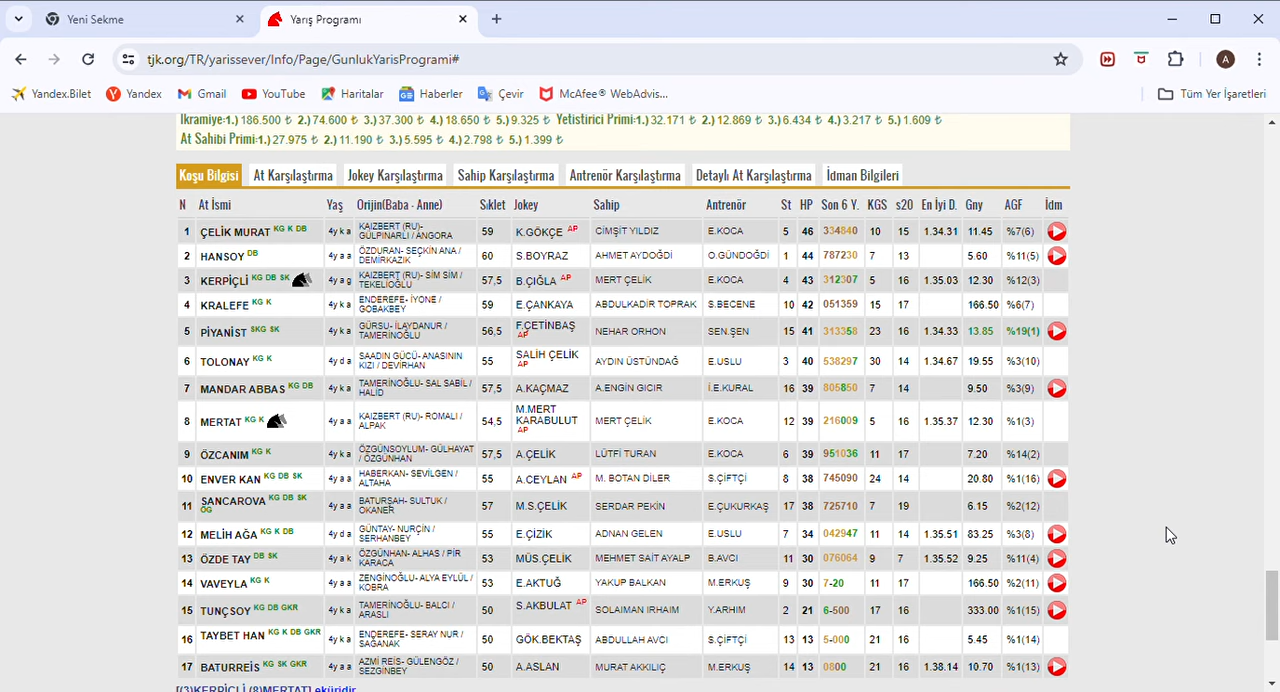 Yeni Sekme
Yarış Programı
tjk.org/TR/yarissever/Info/Page/GunlukYarisProgrami#
A
Yandex.Bilet Yandex Gmail YouTube Haritalar Haberler Çevir McAfee® WebAdvis... Tüm Yer İşaretleri
İkramiye:1.) 186.500 ₺ 2.) 74.600 ₺ 3.) 37.300 ₺ 4.) 18.650 ₺ 5.) 9.325 ₺ Yetistirici Primi:1.) 32.171 ₺ 2.) 12.869 ₺ 3.) 6.434 ₺ 4.) 3.217 ₺ 5.) 1.609 ₺
At Sahibi Primi:1.) 27.975 ₺ 2.) 11.190 ₺ 3.) 5.595 ₺ 4.) 2.798 ₺ 5.) 1.399 ₺
Koşu Bilgisi At Karşılaştırma Jokey Karşılaştırma Sahip Karşılaştırma Antrenör Karşılaştırma Detaylı At Karşılaştırma İdman Bilgileri
N At İsmi Yaş Orijin(Baba - Anne) Sıklet Jokey Sahip Antrenör St HP Son 6 Y. KGS s20 En İyi D. Gny AGF İdm
1 ÇELİK MURAT KG K DB 4y k a KAIZBERT (RU)- GÜLPINARLI / ANGORA 59 K.GÖKÇE AP CİMŞİT YILDIZ E.KOCA 5 46 334840 10 15 1.34.31 11.45 %7(6)
2 HANSOY DB 4y a a ÖZDURAN- SEÇKİN ANA / DEMİRKAZIK 60 S.BOYRAZ AHMET AYDOĞDİ O.GÜNDOĞDİ 1 44 787230 7 13 5.60 %11(5)
3 KERPİÇLİ KG DB SK 4y a g KAIZBERT (RU)- SİM SİM / TEKELİOĞLU 57,5 B.ÇIĞLA AP MERT ÇELİK E.KOCA 4 43 312307 5 16 1.35.03 12.30 %12(3)
4 KRALEFE KG K 4y k a ENDEREFE- İYONE / GOBAKBEY 59 E.ÇANKAYA ABDULKADİR TOPRAK S.BECENE 10 42 051359 15 17 166.50 %6(7)
5 PİYANİST SKG SK 4y k a GÜRSU- İLAYDANUR / TAMERİNOĞLU 56,5 F.ÇETİNBAŞ AP NEHAR ORHON SEN.ŞEN 15 41 313358 23 16 1.34.33 13.85 %19(1)
6 TOLONAY KG K 4y d a SAADIN GÜCÜ- ANASININ KIZI / DEVIRHAN 55 SALİH ÇELİK AP AYDIN ÜSTÜNDAĞ E.USLU 3 40 538297 30 14 1.34.67 19.55 %3(10)
7 MANDAR ABBAS KG DB 4y k a TAMERİNOĞLU- SAL SABİL / HALİD 57,5 A.KAÇMAZ A.ENGİN GICIR İ.E.KURAL 16 39 805850 7 14 9.50 %3(9)
8 MERTAT KG K 4y a a KAIZBERT (RU)- ROMALI / ALPAK 54,5 M.MERT KARABULUT AP MERT ÇELİK E.KOCA 12 39 216009 5 16 1.35.37 12.30 %1(3)
9 ÖZCANIM KG K 4y k a ÖZGÜNSOYLUM- GÜLHAYAT / ÖZGÜNHAN 57,5 A.ÇELİK LÜTFİ TURAN E.KOCA 6 39 951036 11 17 7.20 %14(2)
10 ENVER KAN KG DB SK 4y a a HABERKAN- SEVİLGEN / ALTAHA 55 A.CEYLAN AP M. BOTAN DİLER S.ÇİFTÇİ 8 38 745090 24 14 20.80 %1(16)
11 SANCAROVA KG DB SK ÖG 4y k a BATURŞAH- SULTUK / OKANER 57 M.S.ÇELİK SERDAR PEKİN E.ÇUKURKAŞ 17 38 725710 7 19 6.15 %2(12)
12 MELİH AĞA KG K DB 4y d a GÜNTAY- NURÇİN / SERHANBEY 55 E.ÇİZİK ADNAN GELEN E.USLU 7 34 042947 11 14 1.35.51 83.25 %3(8)
13 ÖZDE TAY DB SK 4y a k ÖZGÜNHAN- ALHAS / PİR KARACA 53 MÜS.ÇELİK MEHMET SAİT AYALP B.AVCI 11 30 076064 9 7 1.35.52 9.25 %11(4)
14 VAVEYLA KG K 4y a a ZENGİNOĞLU- ALYA EYLÜL / KOBRA 53 E.AKTUĞ YAKUP BALKAN M.ERKUŞ 9 30 7-20 11 17 166.50 %2(11)
15 TUNÇSOY KG DB GKR 4y k a TAMERİNOĞLU- BALCI / ARASLI 50 S.AKBULAT AP SOLAIMAN IRHAIM Y.ARHIM 2 21 6-500 17 16 333.00 %1(15)
16 TAYBET HAN KG K DB GKR 4y k a ENDEREFE- SERAY NUR / SAĞANAK 50 GÖK.BEKTAŞ ABDULLAH AVCI S.ÇİFTÇİ 13 13 5-000 21 16 5.45 %1(14)
17 BATURREİS KG SK GKR 4y a a AZMİ REİS- GÜLENGÖZ / SEZGINBEY 50 A.ASLAN MURAT AKKILIÇ M.ERKUŞ 14 13 0800 21 16 1.38.14 10.70 %1(13)
[(3)KERPİÇLİ,(8)MERTAT] eküridir